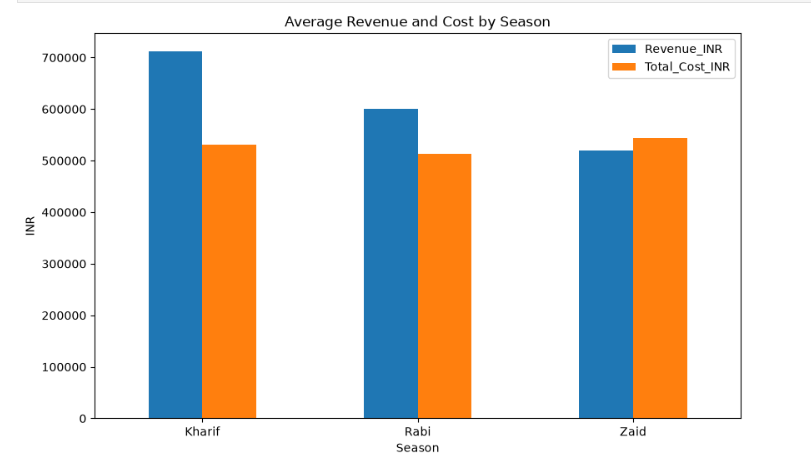 Average Revenue and Cost by Season
Revenue_INR
Total_Cost_INR
700000
600000
500000
400000
300000
200000
100000
0
INR
Kharif
Rabi
Zaid
Season